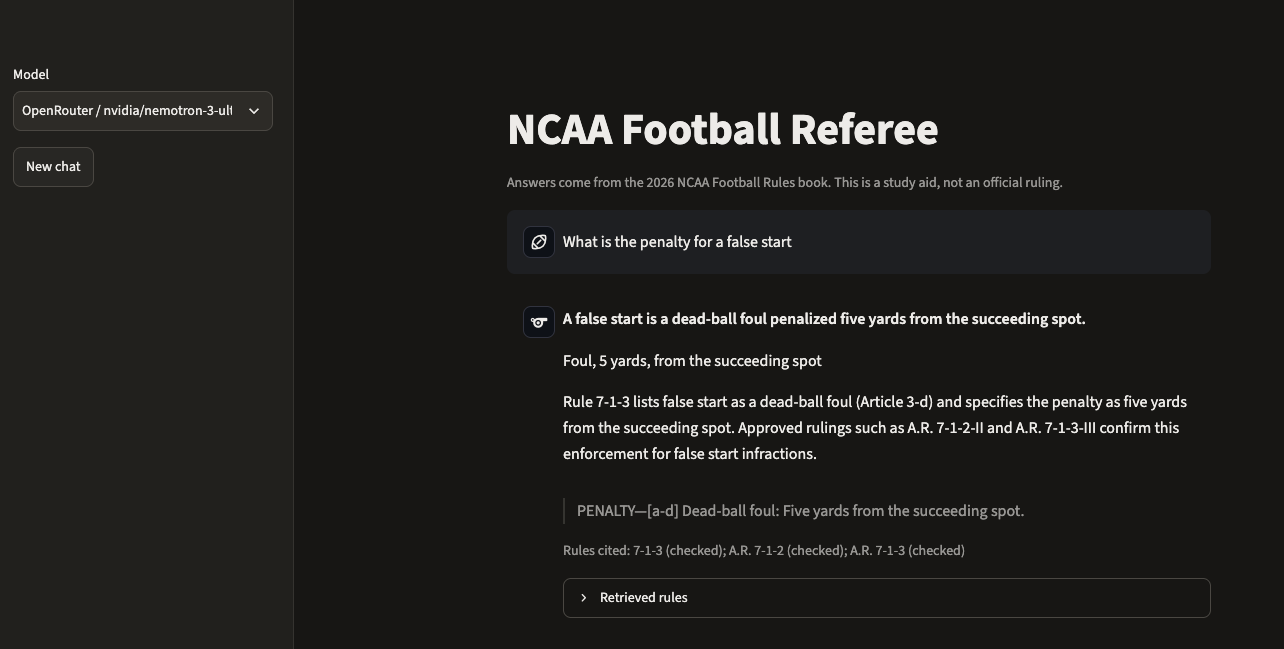 Model
OpenRouter / nvidia/nemotron-3-ult
New chat
NCAA Football Referee
Answers come from the 2026 NCAA Football Rules book. This is a study aid, not an official ruling.
What is the penalty for a false start
A false start is a dead-ball foul penalized five yards from the succeeding spot.
Foul, 5 yards, from the succeeding spot
Rule 7-1-3 lists false start as a dead-ball foul (Article 3-d) and specifies the penalty as five yards
from the succeeding spot. Approved rulings such as A.R. 7-1-2-II and A.R. 7-1-3-III confirm this
enforcement for false start infractions.
PENALTY—[a-d] Dead-ball foul: Five yards from the succeeding spot.
Rules cited: 7-1-3 (checked); A.R. 7-1-2 (checked); A.R. 7-1-3 (checked)
Retrieved rules